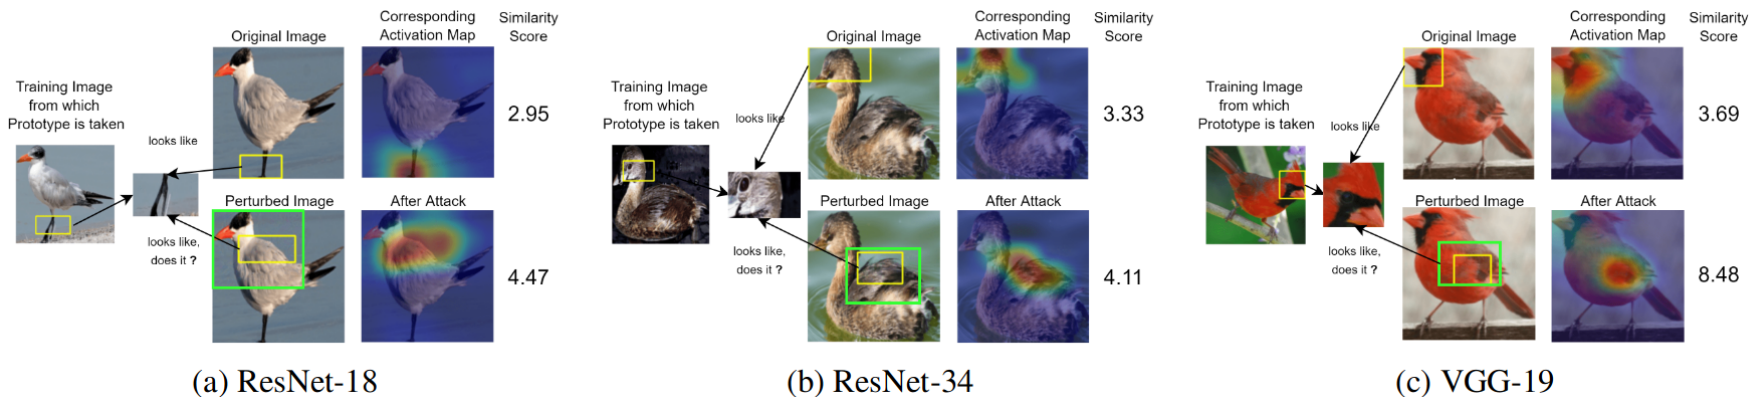 Original Image
Corresponding
Activation Map
Similarity
Score
Training Image
from which
Prototype is taken
looks like
2.95
Perturbed Image
After Attack
looks like,
does it ?
4.47
(a) ResNet-18
Original Image
Corresponding
Activation Map
Similarity
Score
Training Image
from which
Prototype is taken
looks like
3.33
Perturbed Image
After Attack
looks like,
does it ?
4.11
(b) ResNet-34
Original Image
Corresponding
Activation Map
Similarity
Score
Training Image
from which
Prototype is taken
looks like
3.69
Perturbed Image
After Attack
looks like,
does it ?
8.48
(c) VGG-19